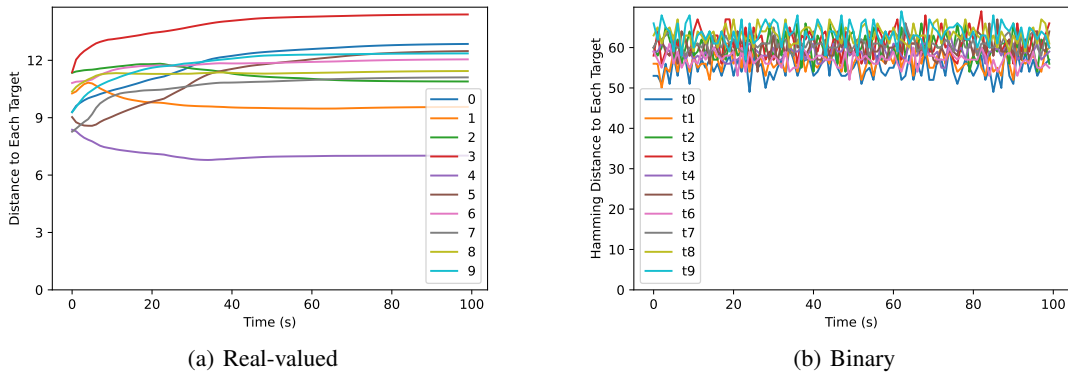 Distance to Each Target
12
9
6
3
0
0
20
40
60
80
100
Time (s)
0
1
2
3
4
5
6
7
8
9
(a) Real-valued
Hamming Distance to Each Target
60
50
40
30
20
10
0
0
20
40
60
80
100
Time (s)
t0
t1
t2
t3
t4
t5
t6
t7
t8
t9
(b) Binary